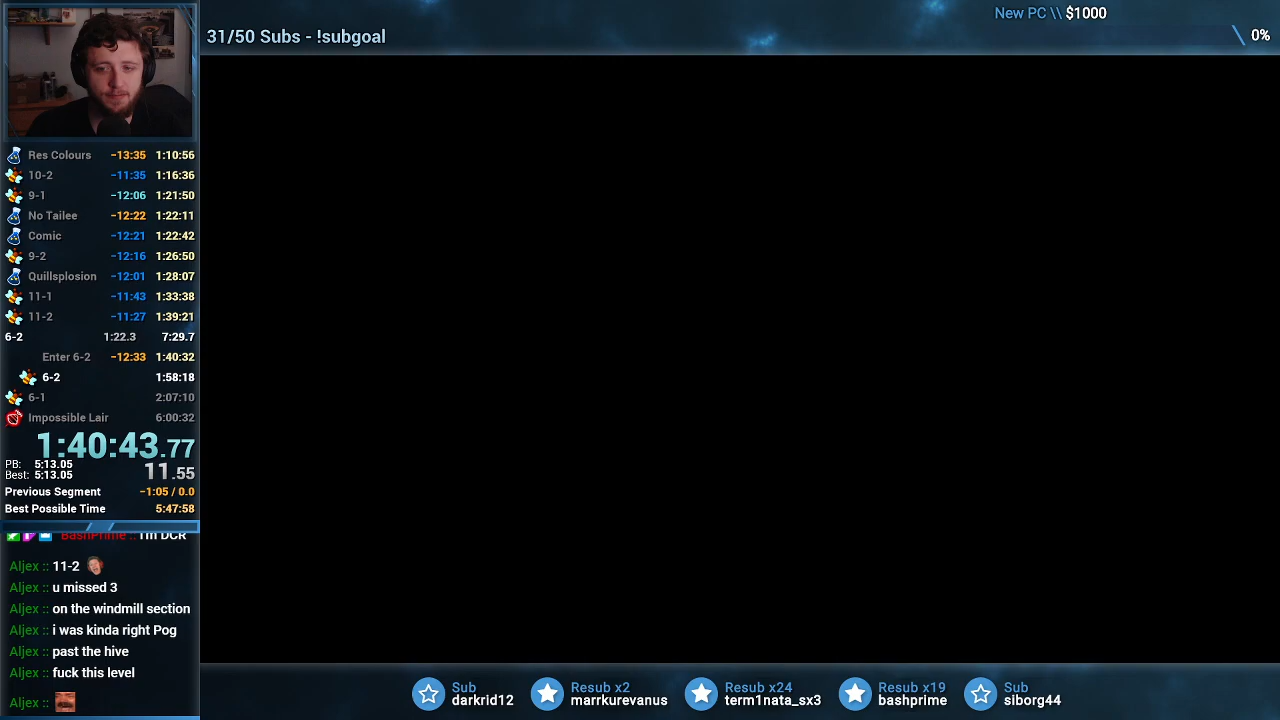 New PC \\ $1000
31/50 Subs - !subgoal
0%
Res Colours −13:35 1:10:56
10-2 −11:35 1:16:36
9-1 −12:06 1:21:50
No Tailee −12:22 1:22:11
Comic −12:21 1:22:42
9-2 −12:16 1:26:50
Quillsplosion −12:01 1:28:07
11-1 −11:43 1:33:38
11-2 −11:27 1:39:21
6-2 1:22.3 7:29.7
Enter 6-2 −12:33 1:40:32
6-2 1:58:18
6-1 2:07:10
Impossible Lair 6:00:32
1:40:43.77
PB: 5:13.05
Best: 5:13.05
11.55
Previous Segment −1:05 / 0.0
Best Possible Time 5:47:58
BashPrime :: I'm DCR
Aljex :: 11-2
Aljex :: u missed 3
Aljex :: on the windmill section
Aljex :: i was kinda right Pog
Aljex :: past the hive
Aljex :: fuck this level
Aljex ::
Sub
darkrid12
Resub x2
marrkurevanus
Resub x24
term1nata_sx3
Resub x19
bashprime
Sub
siborg44